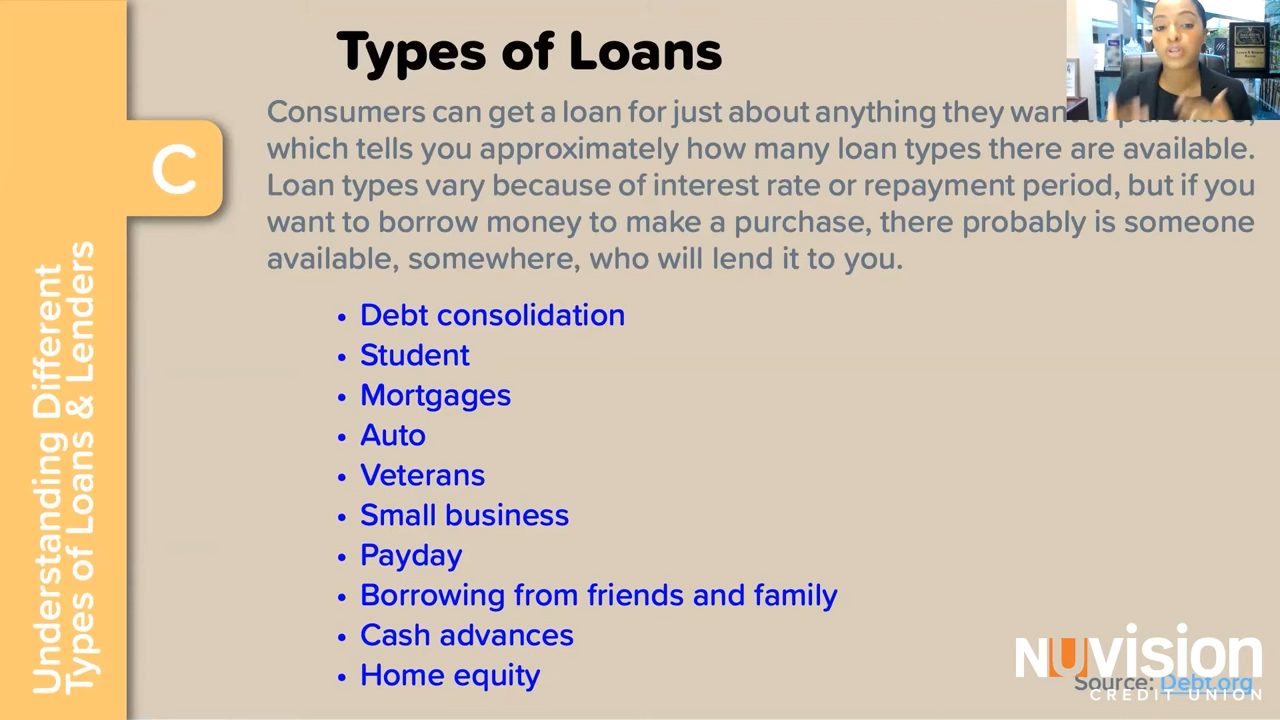 Types of Loans
Consumers can get a loan for just about anything they want to purchase,
which tells you approximately how many loan types there are available.
Loan types vary because of interest rate or repayment period, but if you
want to borrow money to make a purchase, there probably is someone
available, somewhere, who will lend it to you.
C
Understanding Different
Types of Loans & Lenders
• Debt consolidation
• Student
• Mortgages
• Auto
• Veterans
• Small business
• Payday
• Borrowing from friends and family
• Cash advances
• Home equity
NUvision
Source: Debt.org
CREDIT UNION